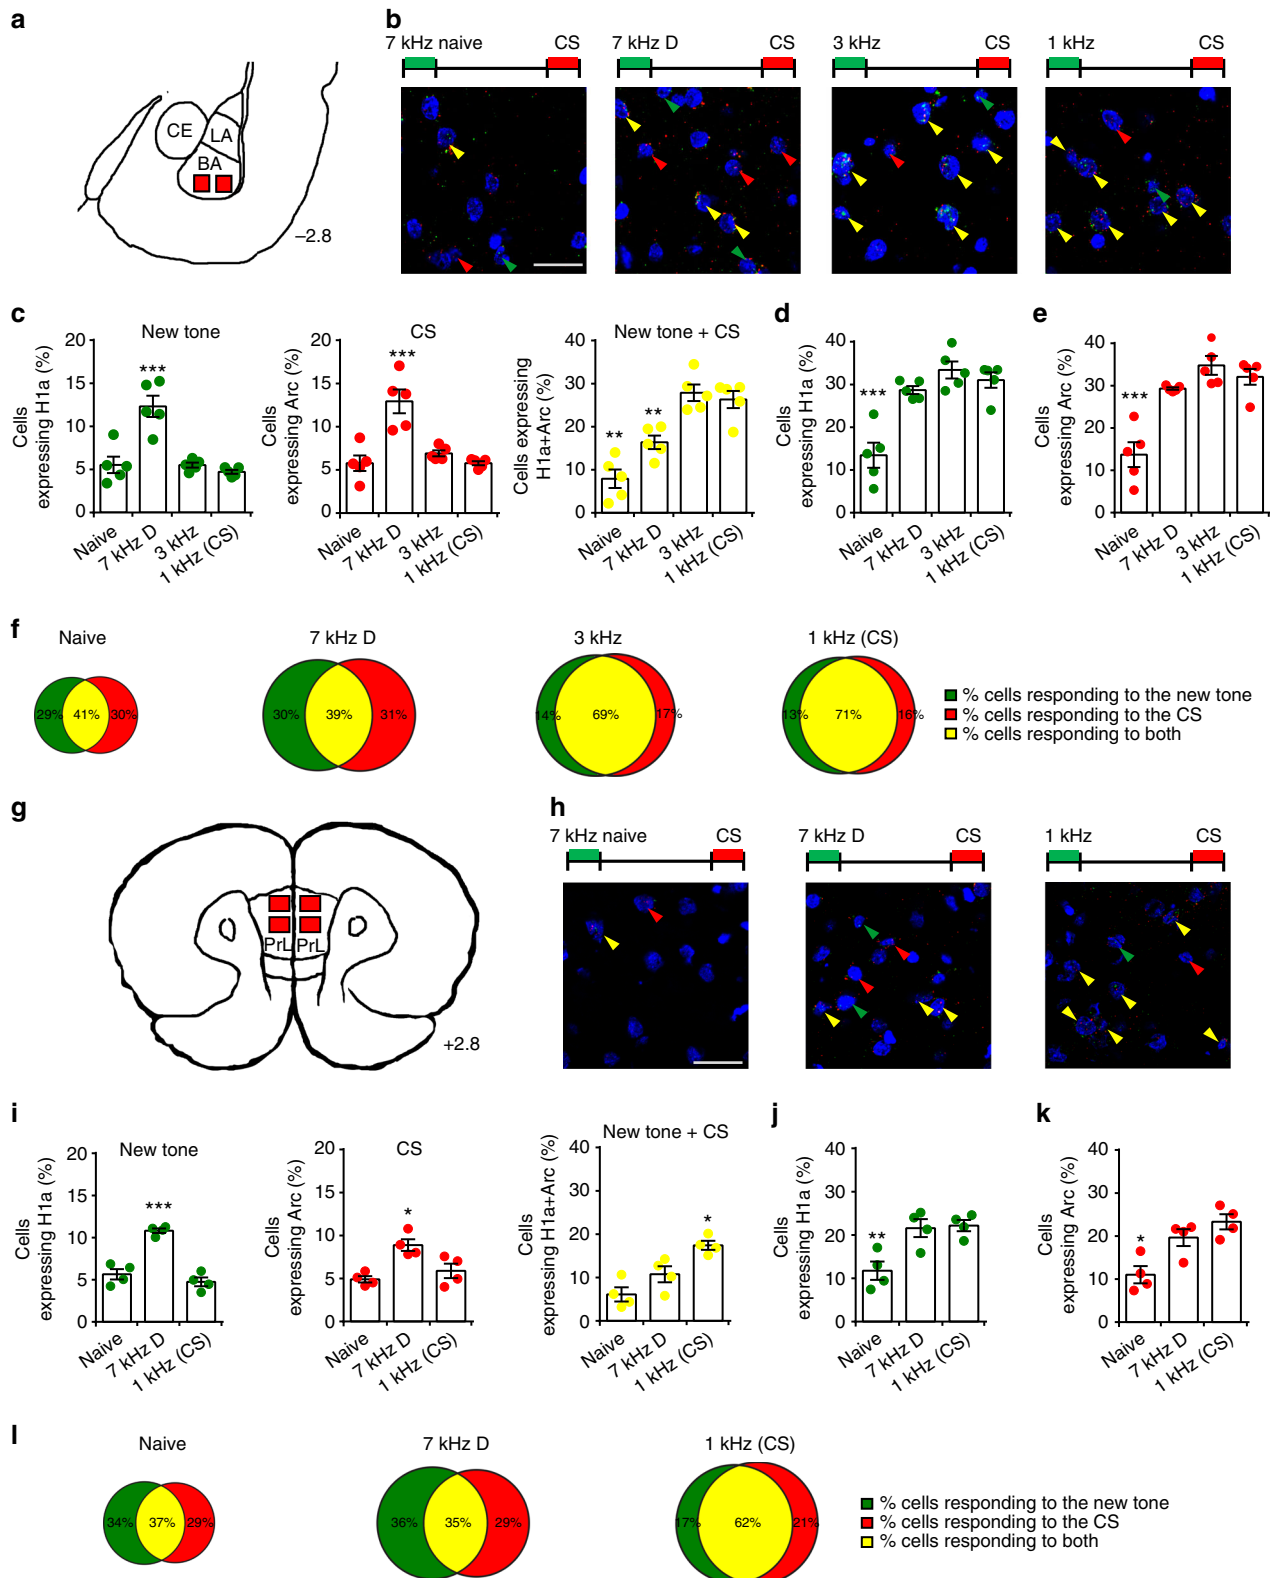 a
CE
LA
BA
–2.8
b
7 kHz naive CS
7 kHz D CS
3 kHz CS
1 kHz CS
c
New tone
Cells
expressing H1a (%)
20
15
10
5
0
Naive
7 kHz D
3 kHz
1 kHz (CS)
***
CS
Cells
expressing Arc (%)
20
15
10
5
0
Naive
7 kHz D
3 kHz
1 kHz (CS)
***
New tone + CS
Cells expressing
H1a+Arc (%)
40
30
20
10
0
Naive
7 kHz D
3 kHz
1 kHz (CS)
**
**
d
Cells
expressing H1a (%)
40
30
20
10
0
Naive
7 kHz D
3 kHz
1 kHz (CS)
***
e
Cells
expressing Arc (%)
40
30
20
10
0
Naive
7 kHz D
3 kHz
1 kHz (CS)
***
f
Naive
29% 41% 30%
7 kHz D
30% 39% 31%
3 kHz
14% 69% 17%
1 kHz (CS)
13% 71% 16%
% cells responding to the new tone
% cells responding to the CS
% cells responding to both
g
PrL PrL
+2.8
h
7 kHz naive CS
7 kHz D CS
1 kHz CS
i
New tone
Cells
expressing H1a (%)
20
15
10
5
0
Naive
7 kHz D
1 kHz (CS)
***
CS
Cells
expressing Arc (%)
20
15
10
5
0
Naive
7 kHz D
1 kHz (CS)
*
New tone + CS
Cells
expressing H1a+Arc (%)
40
30
20
10
0
Naive
7 kHz D
1 kHz (CS)
*
j
Cells
expressing H1a (%)
40
30
20
10
0
Naive
7 kHz D
1 kHz (CS)
**
k
Cells
expressing Arc (%)
40
30
20
10
0
Naive
7 kHz D
1 kHz (CS)
*
l
Naive
34% 37% 29%
7 kHz D
36% 35% 29%
1 kHz (CS)
17% 62% 21%
% cells responding to the new tone
% cells responding to the CS
% cells responding to both